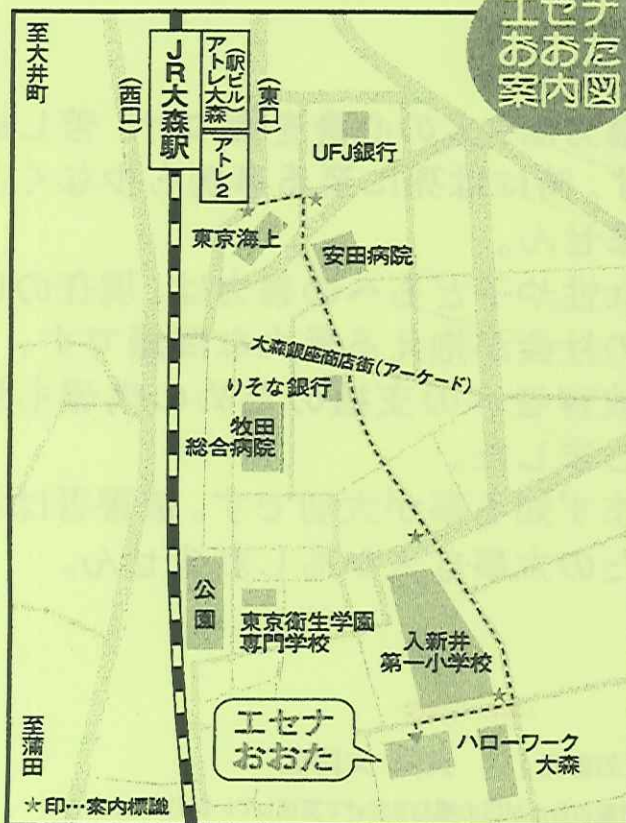 エセナ
おおた
案内図
至大井町
(西口)
JR大森駅
(駅ビル)
アトレ大森
アトレ2
(東口)
UFJ銀行
東京海上
安田病院
大森銀座商店街(アーケード)
りそな銀行
牧田
総合病院
公園
東京衛生学園
専門学校
入新井
第一小学校
エセナ
おおた
ハローワーク
大森
至蒲田
☆印…案内標識